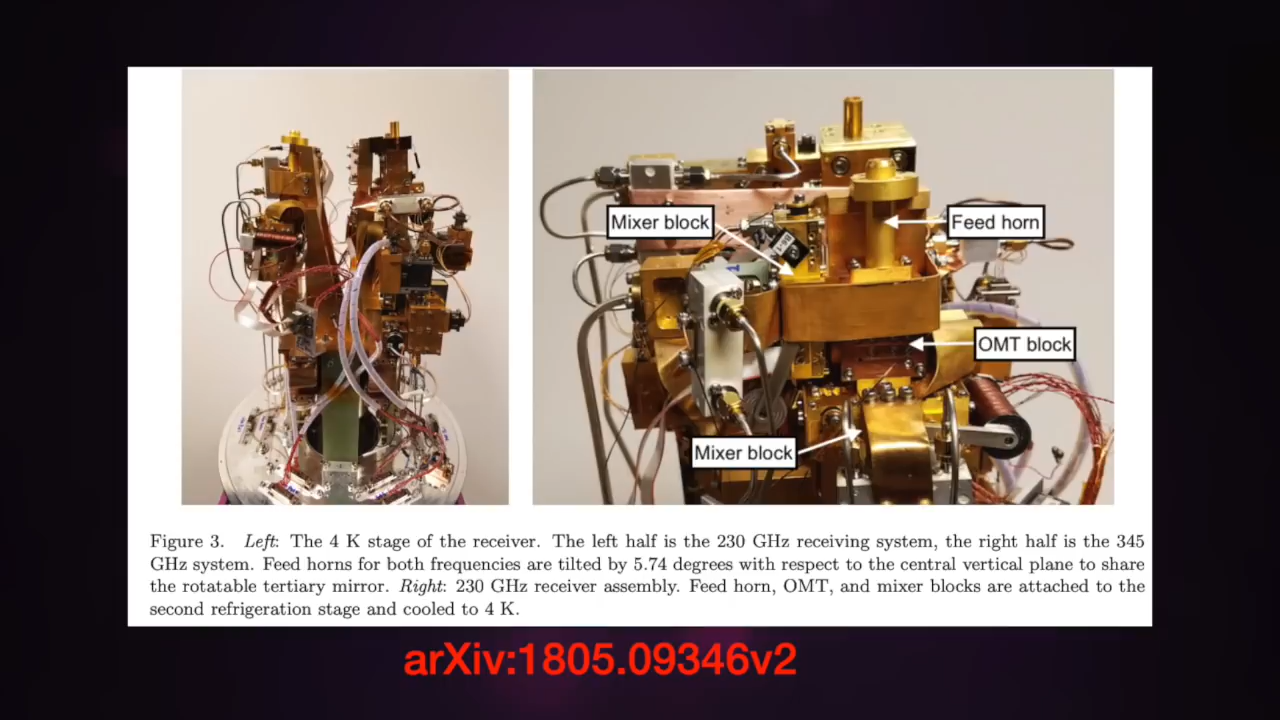 Mixer block
Feed horn
OMT block
Mixer block
Figure 3. Left: The 4 K stage of the receiver. The left half is the 230 GHz receiving system, the right half is the 345
GHz system. Feed horns for both frequencies are tilted by 5.74 degrees with respect to the central vertical plane to share
the rotatable tertiary mirror. Right: 230 GHz receiver assembly. Feed horn, OMT, and mixer blocks are attached to the
second refrigeration stage and cooled to 4 K.
arXiv:1805.09346v2